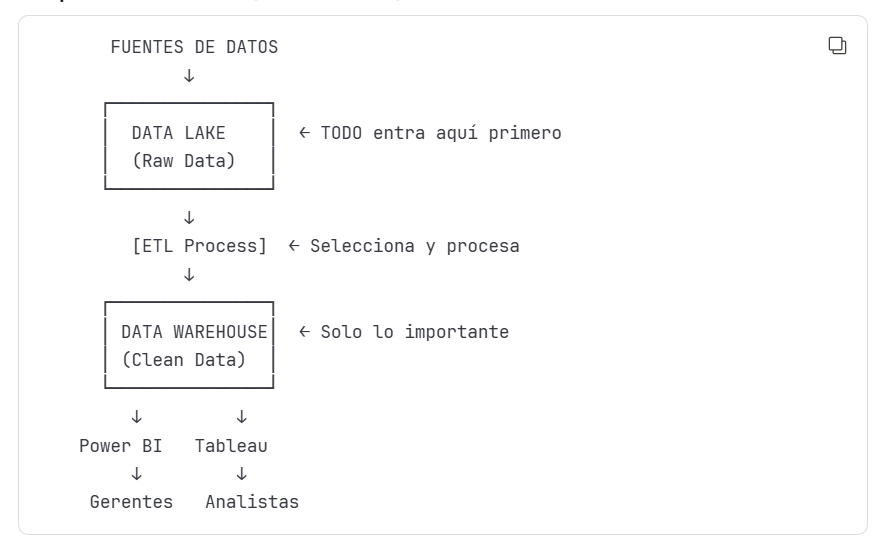 FUENTES DE DATOS
↓
DATA LAKE ← TODO entra aquí primero
(Raw Data)
↓
[ETL Process] ← Selecciona y procesa
↓
DATA WAREHOUSE ← Solo lo importante
(Clean Data)
↓ ↓
Power BI Tableau
↓ ↓
Gerentes Analistas